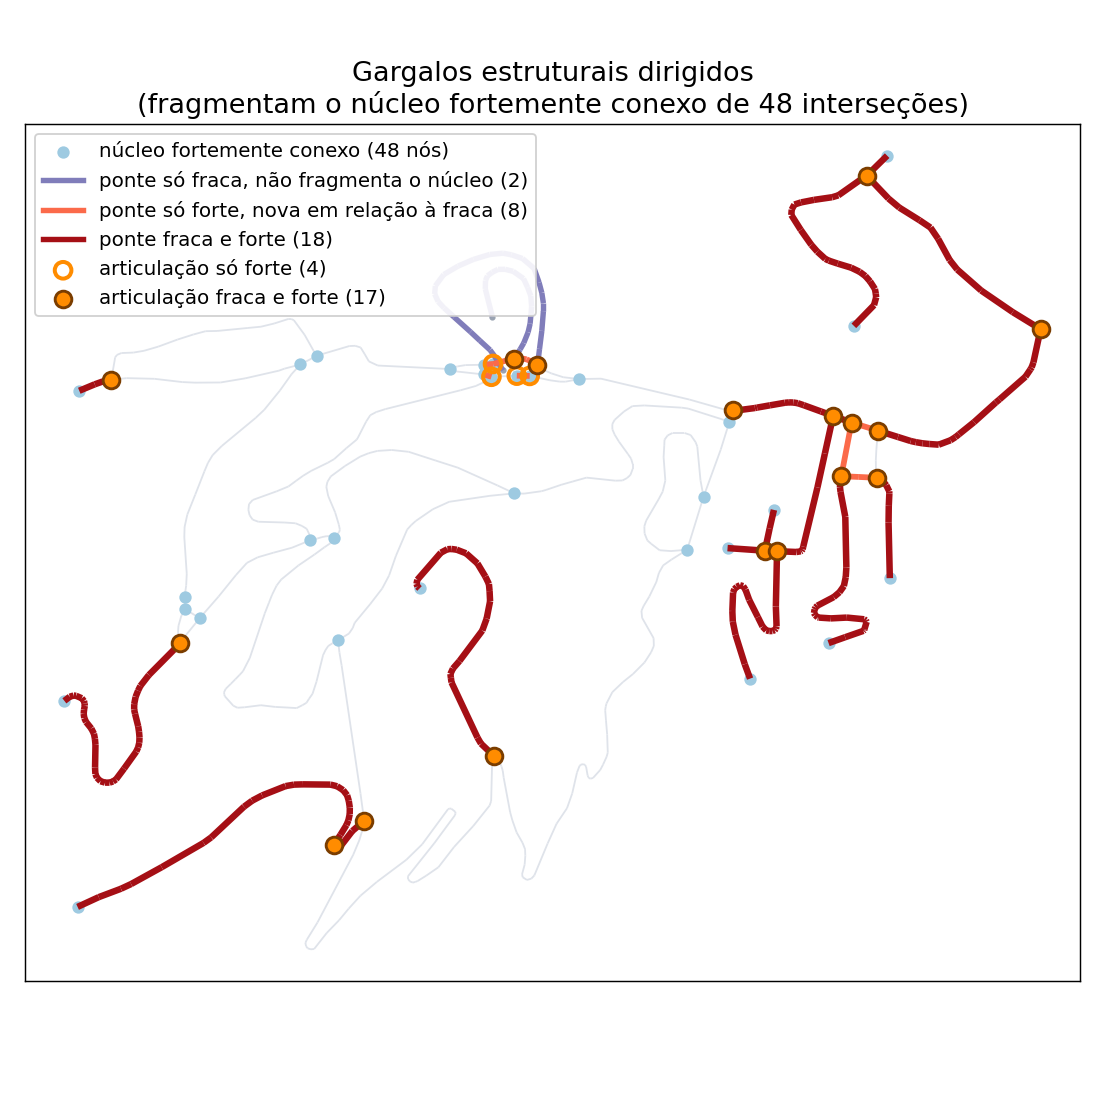 Gargalos estruturais dirigidos
(fragmentam o núcleo fortemente conexo de 48 interseções)
núcleo fortemente conexo (48 nós)
ponte só fraca, não fragmenta o núcleo (2)
ponte só forte, nova em relação à fraca (8)
ponte fraca e forte (18)
articulação só forte (4)
articulação fraca e forte (17)